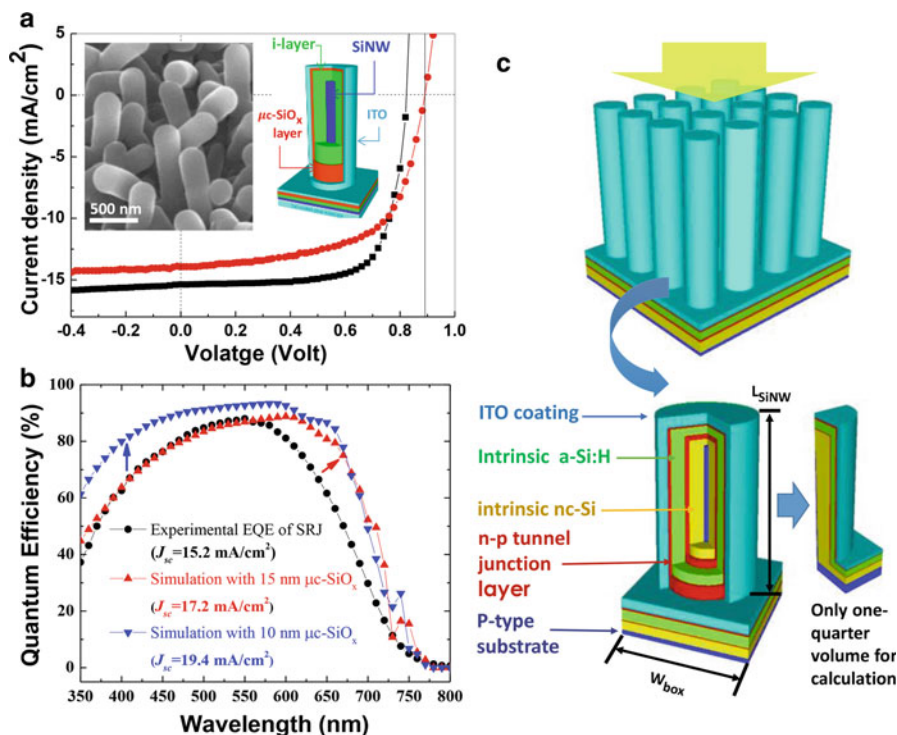 a
Current density (mA/cm²)
5
0
-5
-10
-15
-0.4 -0.2 0.0 0.2 0.4 0.6 0.8 1.0
Volatge (Volt)
500 nm
i-layer
SiNW
μc-SiOx
layer
ITO
b
Quantum Efficiency (%)
100
80
60
40
20
0
350 400 450 500 550 600 650 700 750 800
Wavelength (nm)
Experimental EQE of SRJ
(Jsc=15.2 mA/cm²)
Simulation with 15 nm μc-SiOx
(Jsc=17.2 mA/cm²)
Simulation with 10 nm μc-SiOx
(Jsc=19.4 mA/cm²)
c
ITO coating
Intrinsic a-Si:H
intrinsic nc-Si
n-p tunnel
junction
layer
P-type
substrate
LSiNW
Wbox
Only one-
quarter
volume for
calculation